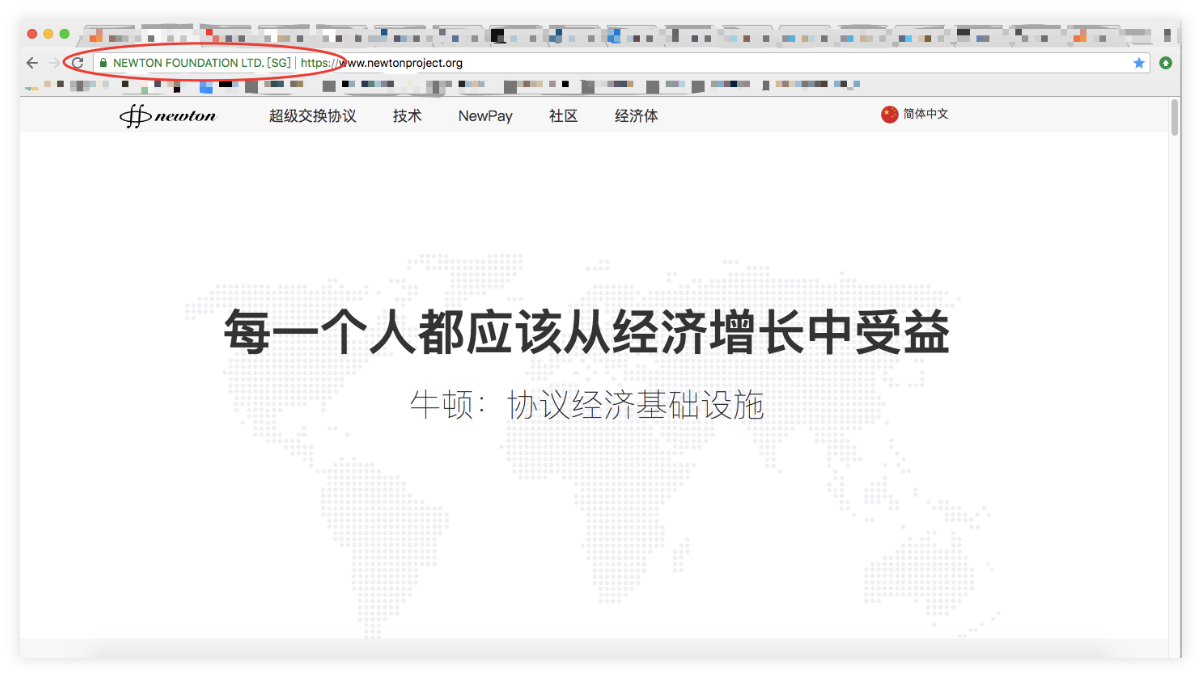 NEWTON FOUNDATION LTD. [SG] | https://www.newtonproject.org
newton 超级交换协议 技术 NewPay 社区 经济体 简体中文
每一个人都应该从经济增长中受益
牛顿：协议经济基础设施